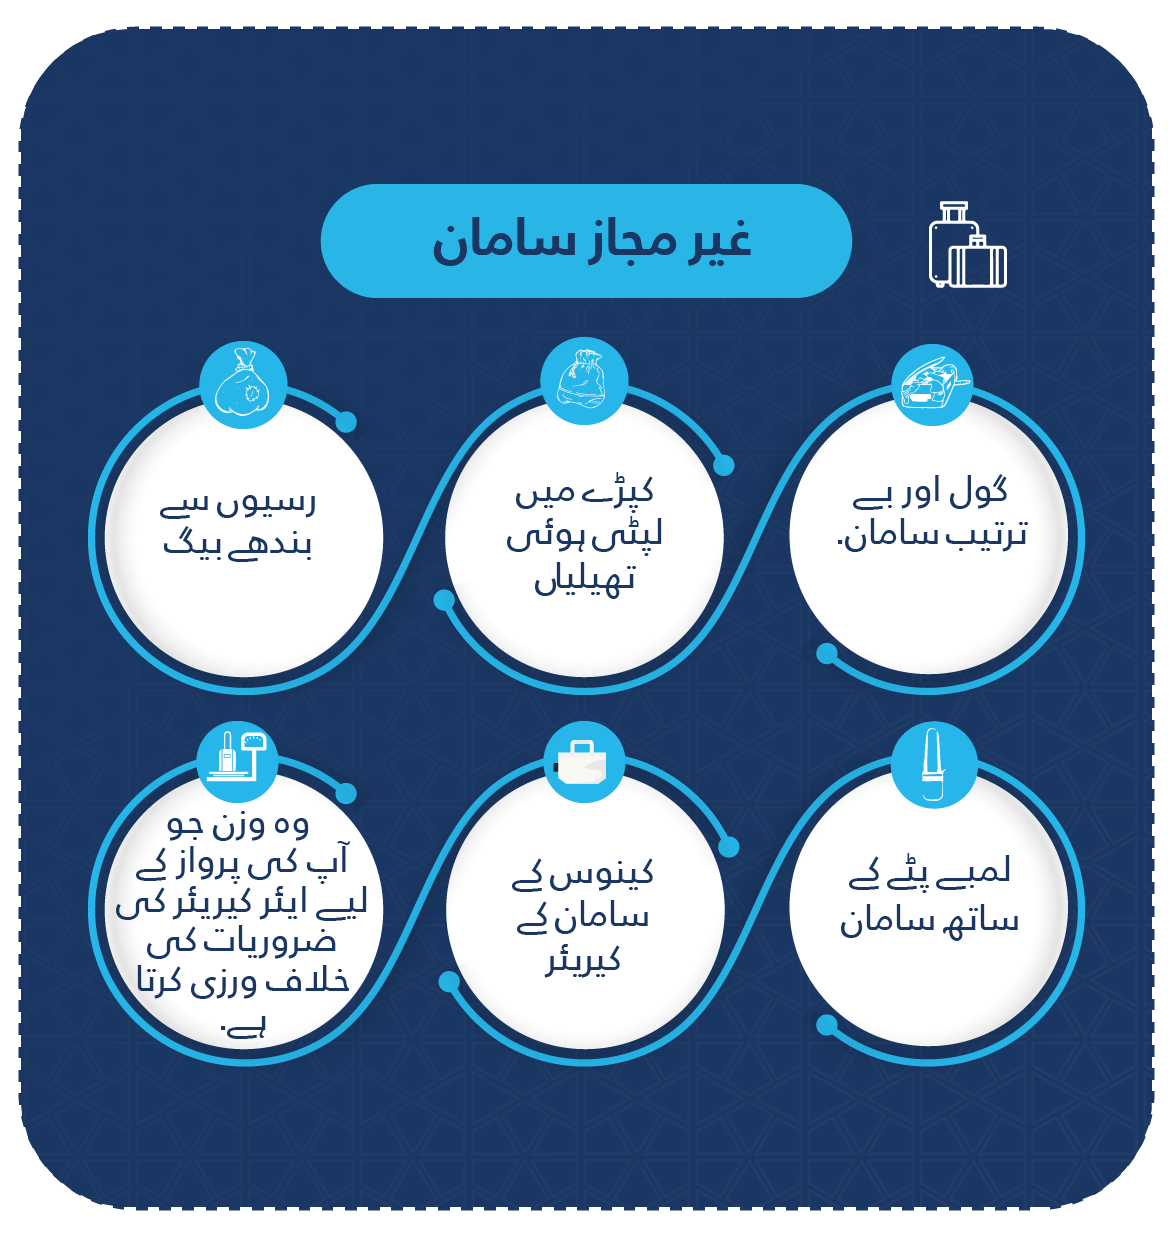 غیر مجاز سامان
گول اور بے
ترتیب سامان.
کپڑے میں
لپٹی ہوئی
تھیلیاں
رسیوں سے
بندھے بیگ
لمبے پٹے کے
ساتھ سامان
کینوس کے
سامان کے
کیریئر
وہ وزن جو
آپ کی پرواز کے
لیے ایئر کیریئر کی
ضروریات کی
خلاف ورزی کرتا
ہے.